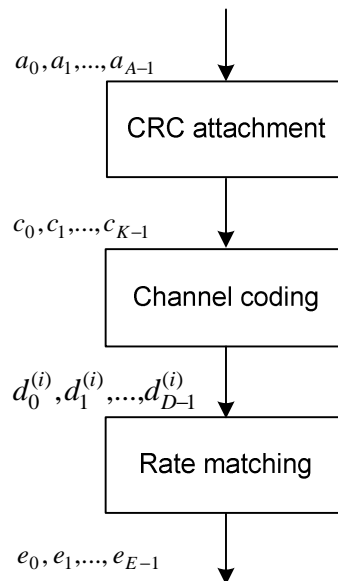 a_0, a_1,..., a_{A−1}
CRC attachment
c_0, c_1,..., c_{K−1}
Channel coding
d_0^{(i)}, d_1^{(i)},..., d_{D−1}^{(i)}
Rate matching
e_0, e_1,..., e_{E−1}